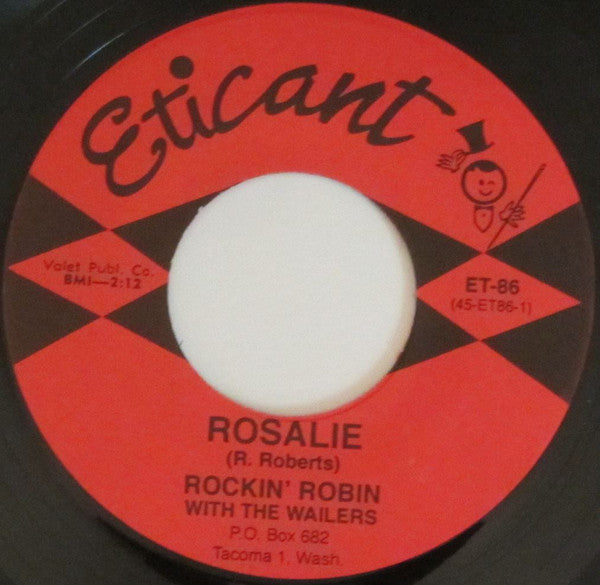 Eticant
Valet Publ. Co.
BMI—2:12
ET-86
(45-ET86-1)
ROSALIE
(R. Roberts)
ROCKIN' ROBIN
WITH THE WAILERS
P.O. Box 682
Tacoma 1, Wash.